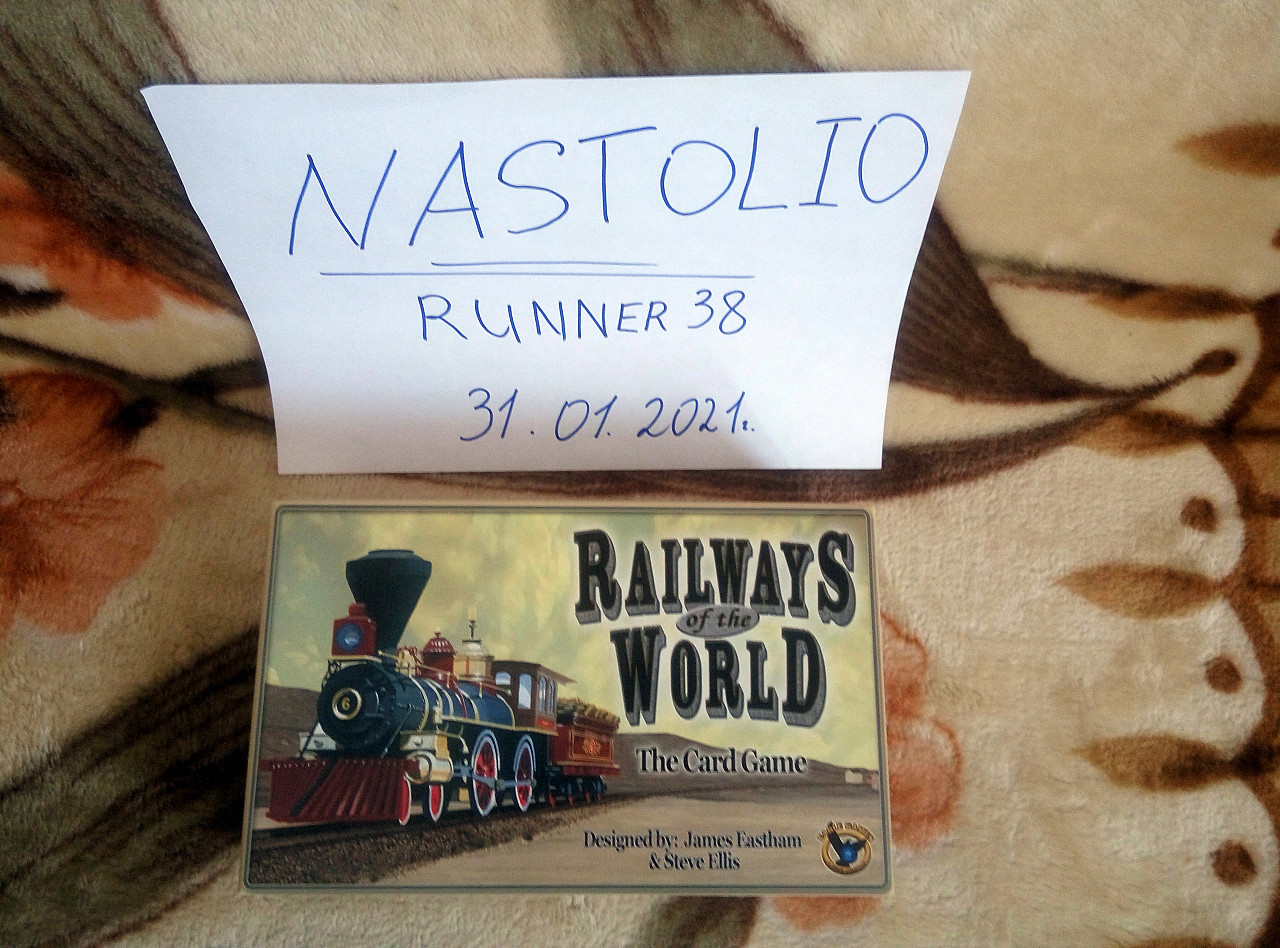 NASTOLIO
RUNNER 38
31.01.2021г.
RAILWAYS
of the
WORLD
The Card Game
Designed by: James Eastham
& Steve Ellis
6